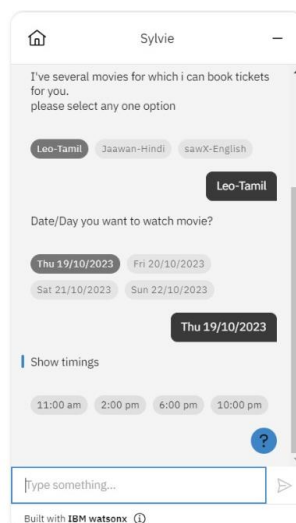 Sylvie
I've several movies for which i can book tickets
for you.
please select any one option
Leo-Tamil Jaawan-Hindi sawX-English
Leo-Tamil
Date/Day you want to watch movie?
Thu 19/10/2023 Fri 20/10/2023
Sat 21/10/2023 Sun 22/10/2023
Thu 19/10/2023
Show timings
11:00 am 2:00 pm 6:00 pm 10:00 pm
?
Type something...
Built with IBM watsonx